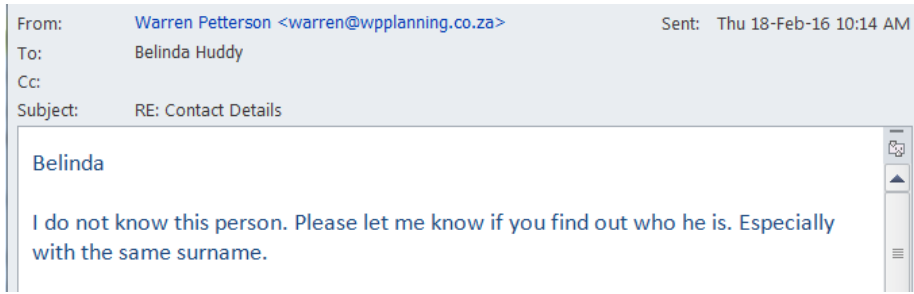 From: Warren Petterson <warren@wpplanning.co.za> Sent: Thu 18-Feb-16 10:14 AM
To: Belinda Huddy
Cc:
Subject: RE: Contact Details
Belinda
I do not know this person. Please let me know if you find out who he is. Especially
with the same surname.